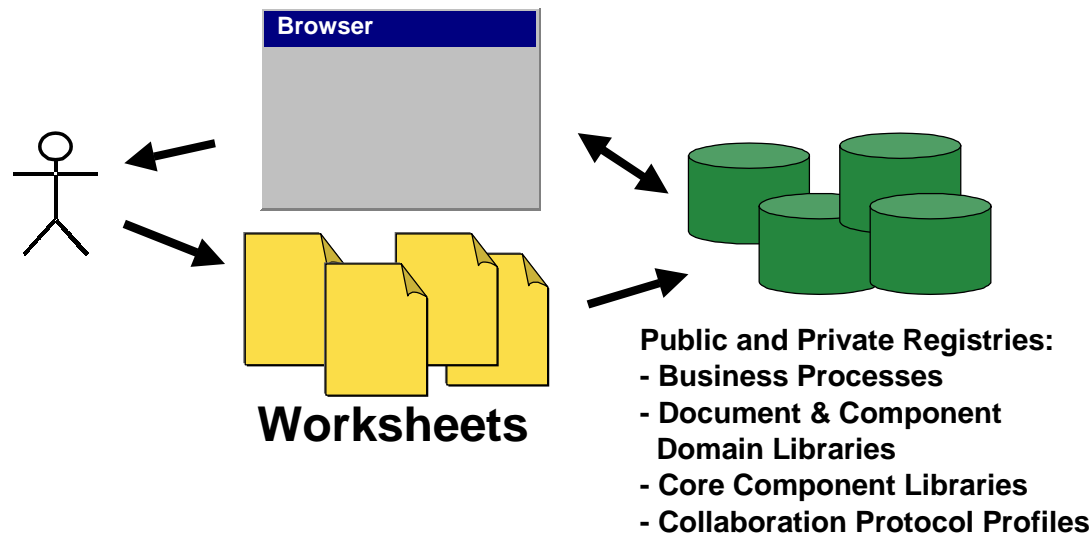 Browser
Worksheets
Public and Private Registries:
- Business Processes
- Document & Component
Domain Libraries
- Core Component Libraries
- Collaboration Protocol Profiles